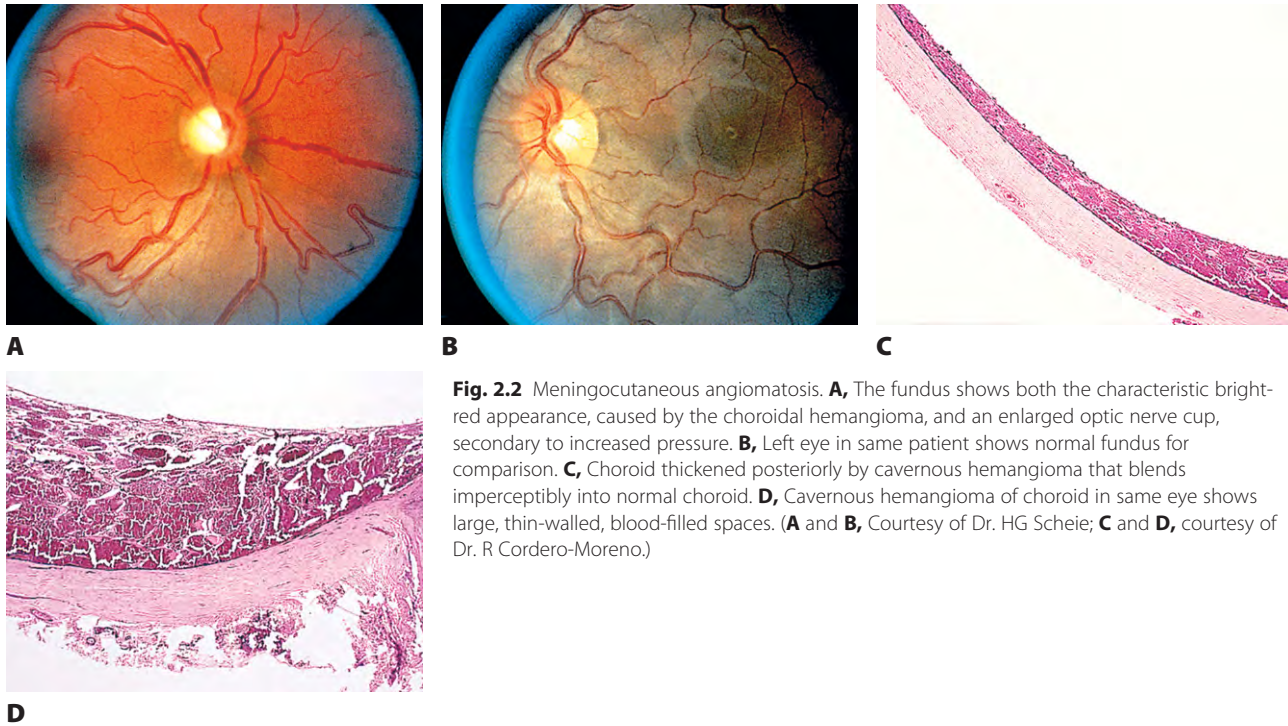 A
B
C
Fig. 2.2 Meningocutaneous angiomatosis. A, The fundus shows both the characteristic bright-
red appearance, caused by the choroidal hemangioma, and an enlarged optic nerve cup,
secondary to increased pressure. B, Left eye in same patient shows normal fundus for
comparison. C, Choroid thickened posteriorly by cavernous hemangioma that blends
imperceptibly into normal choroid. D, Cavernous hemangioma of choroid in same eye shows
large, thin-walled, blood-filled spaces. (A and B, Courtesy of Dr. HG Scheie; C and D, courtesy of
Dr. R Cordero-Moreno.)
D